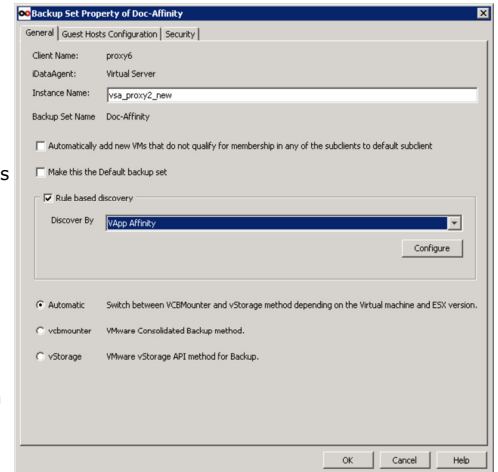 Backup Set Property of Doc-Affinity
General Guest Hosts Configuration Security
Client Name: proxy6
iDataAgent: Virtual Server
Instance Name: vsa_proxy2_new
Backup Set Name Doc-Affinity
Automatically add new VMs that do not qualify for membership in any of the subclients to default subclient
s
Make this the Default backup set
Rule based discovery
Discover By VApp Affinity
Configure
Automatic Switch between VCBMounter and vStorage method depending on the Virtual machine and ESX version.
vcbmounter VMware Consolidated Backup method.
vStorage VMware vStorage API method for Backup.
OK Cancel Help